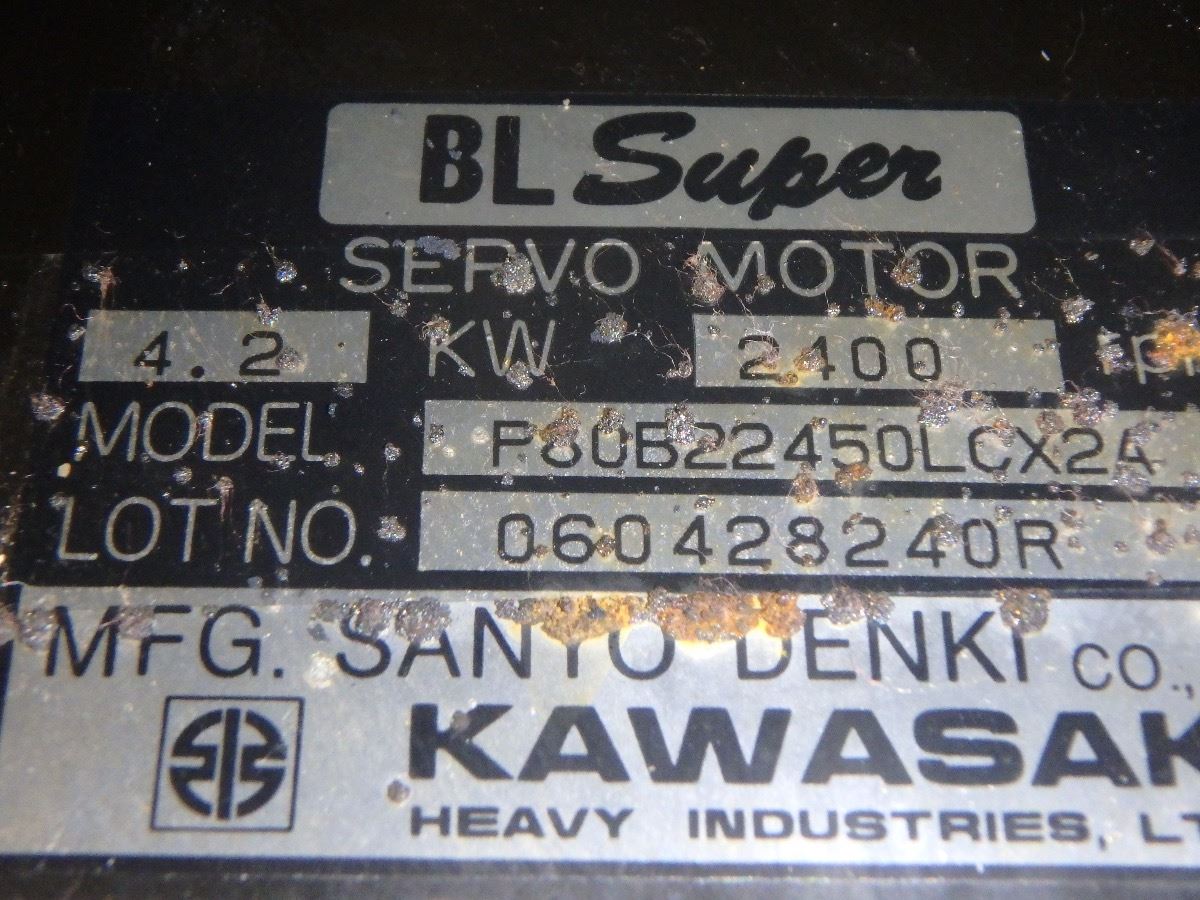 BL Super
SERVO MOTOR
4.2 KW 2400 rp
MODEL P80B22450LCX2A
LOT NO. 060428240R
MFG. SANYO DENKI CO.,
KAWASAK
HEAVY INDUSTRIES, LT